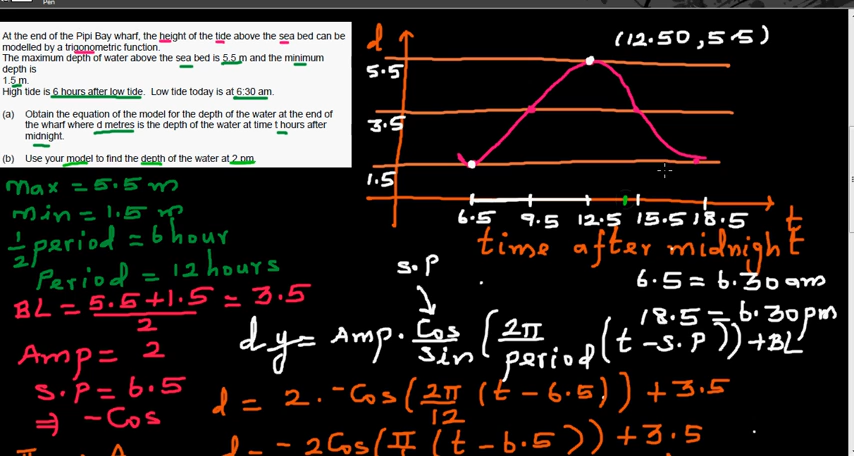 Pen
At the end of the Pipi Bay wharf, the height of the tide above the sea bed can be
modelled by a trigonometric function.
The maximum depth of water above the sea bed is 5.5 m and the minimum
depth is
1.5 m.
High tide is 6 hours after low tide. Low tide today is at 6:30 am.
(a) Obtain the equation of the model for the depth of the water at the end of
the wharf where d metres is the depth of the water at time t hours after
midnight.
(b) Use your model to find the depth of the water at 2 pm.
d
(12.50, 5.5)
5.5
3.5
1.5
6.5 9.5 12.5 15.5 18.5 t
time after midnight
Max = 5.5 m
Min = 1.5 m
1/2 period = 6 hour
Period = 12 hours
BL = 5.5+1.5/2 = 3.5
Amp = 2
S.P = 6.5
⇒ -Cos
6.5 = 6.30am
18.5 = 6.30pm
S.P
d y = Amp. Cos/Sin (2π/period (t - S.P)) + BL
d = 2. -Cos (2π/12 (t - 6.5)) + 3.5
d = -2Cos (π/ (t - 6.5)) + 3.5